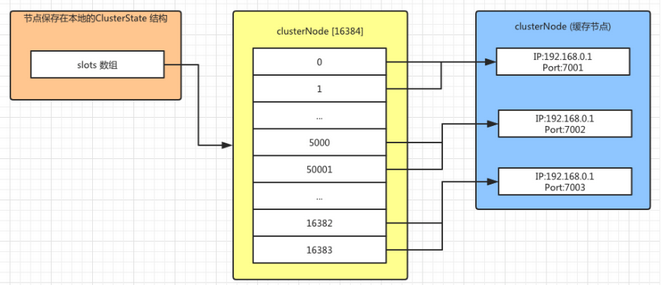 节点保存在本地的ClusterState 结构
slots 数组
clusterNode [16384]
0
1
...
5000
50001
...
16382
16383
clusterNode (缓存节点)
IP:192.168.0.1
Port:7001
IP:192.168.0.1
Port:7002
IP:192.168.0.1
Port:7003